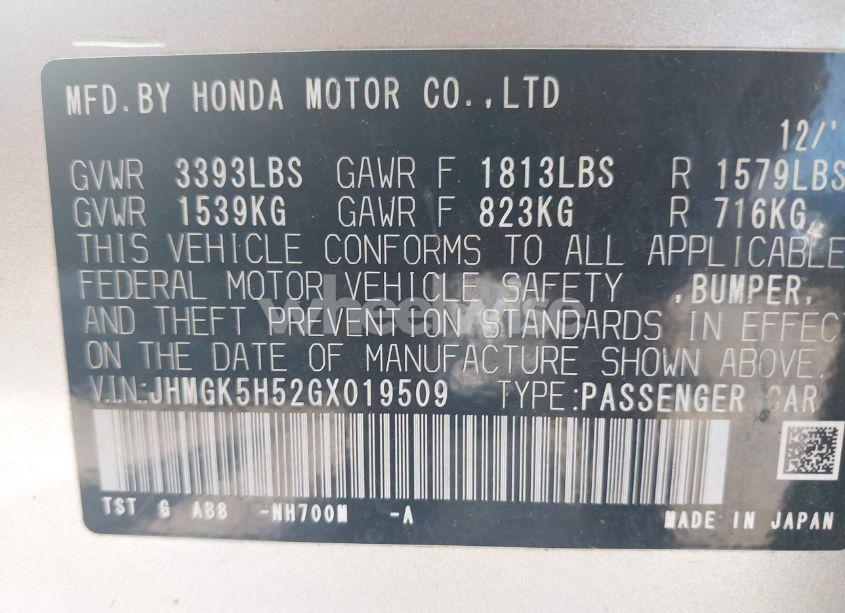 MFD.BY HONDA MOTOR CO.,LTD
12/'
GVWR 3393LBS GAWR F 1813LBS R 1579LBS
GVWR 1539KG GAWR F 823KG R 716KG
THIS VEHICLE CONFORMS TO ALL APPLICABLE
FEDERAL MOTOR VEHICLE SAFETY ,BUMPER,
AND THEFT PREVENTION STANDARDS IN EFFECT
ON THE DATE OF MANUFACTURE SHOWN ABOVE.
V.I.N:JHMGK5H52GX019509 TYPE:PASSENGER CAR
TST G AB8 -NH700M -A
MADE IN JAPAN